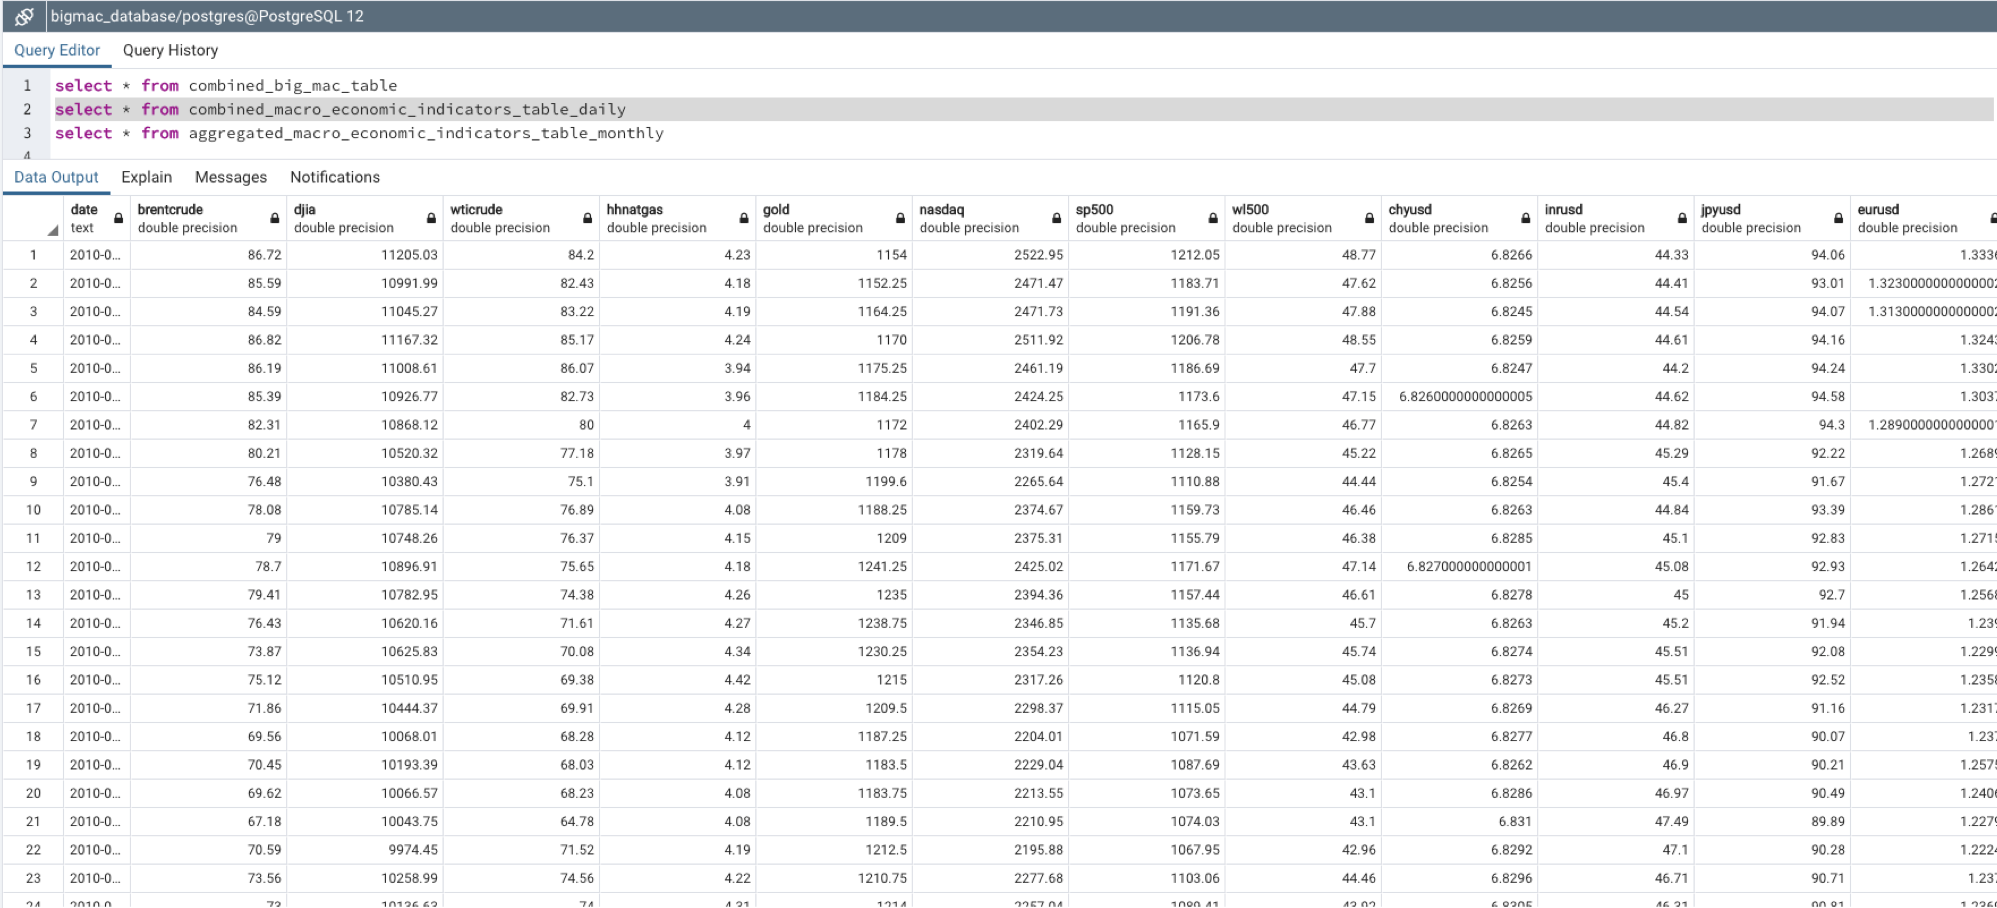 bigmac_database/postgres@PostgreSQL 12
Query Editor Query History
1 select * from combined_big_mac_table
2 select * from combined_macro_economic_indicators_table_daily
3 select * from aggregated_macro_economic_indicators_table_monthly
4
Data Output Explain Messages Notifications
date brentcrude djia wticrude hhnatgas gold nasdaq sp500 wl500 chyusd inrusd jpyusd eurusd
text double precision double precision double precision double precision double precision double precision double precision double precision double precision double precision double precision double precision
1 2010-0... 86.72 11205.03 84.2 4.23 1154 2522.95 1212.05 48.77 6.8266 44.33 94.06 1.3336
2 2010-0... 85.59 10991.99 82.43 4.18 1152.25 2471.47 1183.71 47.62 6.8256 44.41 93.01 1.3230000000000002
3 2010-0... 84.59 11045.27 83.22 4.19 1164.25 2471.73 1191.36 47.88 6.8245 44.54 94.07 1.3130000000000002
4 2010-0... 86.82 11167.32 85.17 4.24 1170 2511.92 1206.78 48.55 6.8259 44.61 94.16 1.3243
5 2010-0... 86.19 11008.61 86.07 3.94 1175.25 2461.19 1186.69 47.7 6.8247 44.2 94.24 1.3302
6 2010-0... 85.39 10926.77 82.73 3.96 1184.25 2424.25 1173.6 47.15 6.8260000000000005 44.62 94.58 1.3037
7 2010-0... 82.31 10868.12 80 4 1172 2402.29 1165.9 46.77 6.8263 44.82 94.3 1.2890000000000001
8 2010-0... 80.21 10520.32 77.18 3.97 1178 2319.64 1128.15 45.22 6.8265 45.29 92.22 1.2689
9 2010-0... 76.48 10380.43 75.1 3.91 1199.6 2265.64 1110.88 44.44 6.8254 45.4 91.67 1.2721
10 2010-0... 78.08 10785.14 76.89 4.08 1188.25 2374.67 1159.73 46.46 6.8263 44.84 93.39 1.2861
11 2010-0... 79 10748.26 76.37 4.15 1209 2375.31 1155.79 46.38 6.8285 45.1 92.83 1.2715
12 2010-0... 78.7 10896.91 75.65 4.18 1241.25 2425.02 1171.67 47.14 6.827000000000001 45.08 92.93 1.2642
13 2010-0... 79.41 10782.95 74.38 4.26 1235 2394.36 1157.44 46.61 6.8278 45 92.7 1.2568
14 2010-0... 76.43 10620.16 71.61 4.27 1238.75 2346.85 1135.68 45.7 6.8263 45.2 91.94 1.239
15 2010-0... 73.87 10625.83 70.08 4.34 1230.25 2354.23 1136.94 45.74 6.8274 45.51 92.08 1.2299
16 2010-0... 75.12 10510.95 69.38 4.42 1215 2317.26 1120.8 45.08 6.8273 45.51 92.52 1.2358
17 2010-0... 71.86 10444.37 69.91 4.28 1209.5 2298.37 1115.05 44.79 6.8269 46.27 91.16 1.2317
18 2010-0... 69.56 10068.01 68.28 4.12 1187.25 2204.01 1071.59 42.98 6.8277 46.8 90.07 1.237
19 2010-0... 70.45 10193.39 68.03 4.12 1183.5 2229.04 1087.69 43.63 6.8262 46.9 90.21 1.2575
20 2010-0... 69.62 10066.57 68.23 4.08 1183.75 2213.55 1073.65 43.1 6.8286 46.97 90.49 1.2406
21 2010-0... 67.18 10043.75 64.78 4.08 1189.5 2210.95 1074.03 43.1 6.831 47.49 89.89 1.2279
22 2010-0... 70.59 9974.45 71.52 4.19 1212.5 2195.88 1067.95 42.96 6.8292 47.1 90.28 1.2224
23 2010-0... 73.56 10258.99 74.56 4.22 1210.75 2277.68 1103.06 44.46 6.8296 46.71 90.71 1.237
24 2010-0 73 10136.63 74 4.31 1214 2257.04 1089.41 43.92 6.8305 46.31 90.81